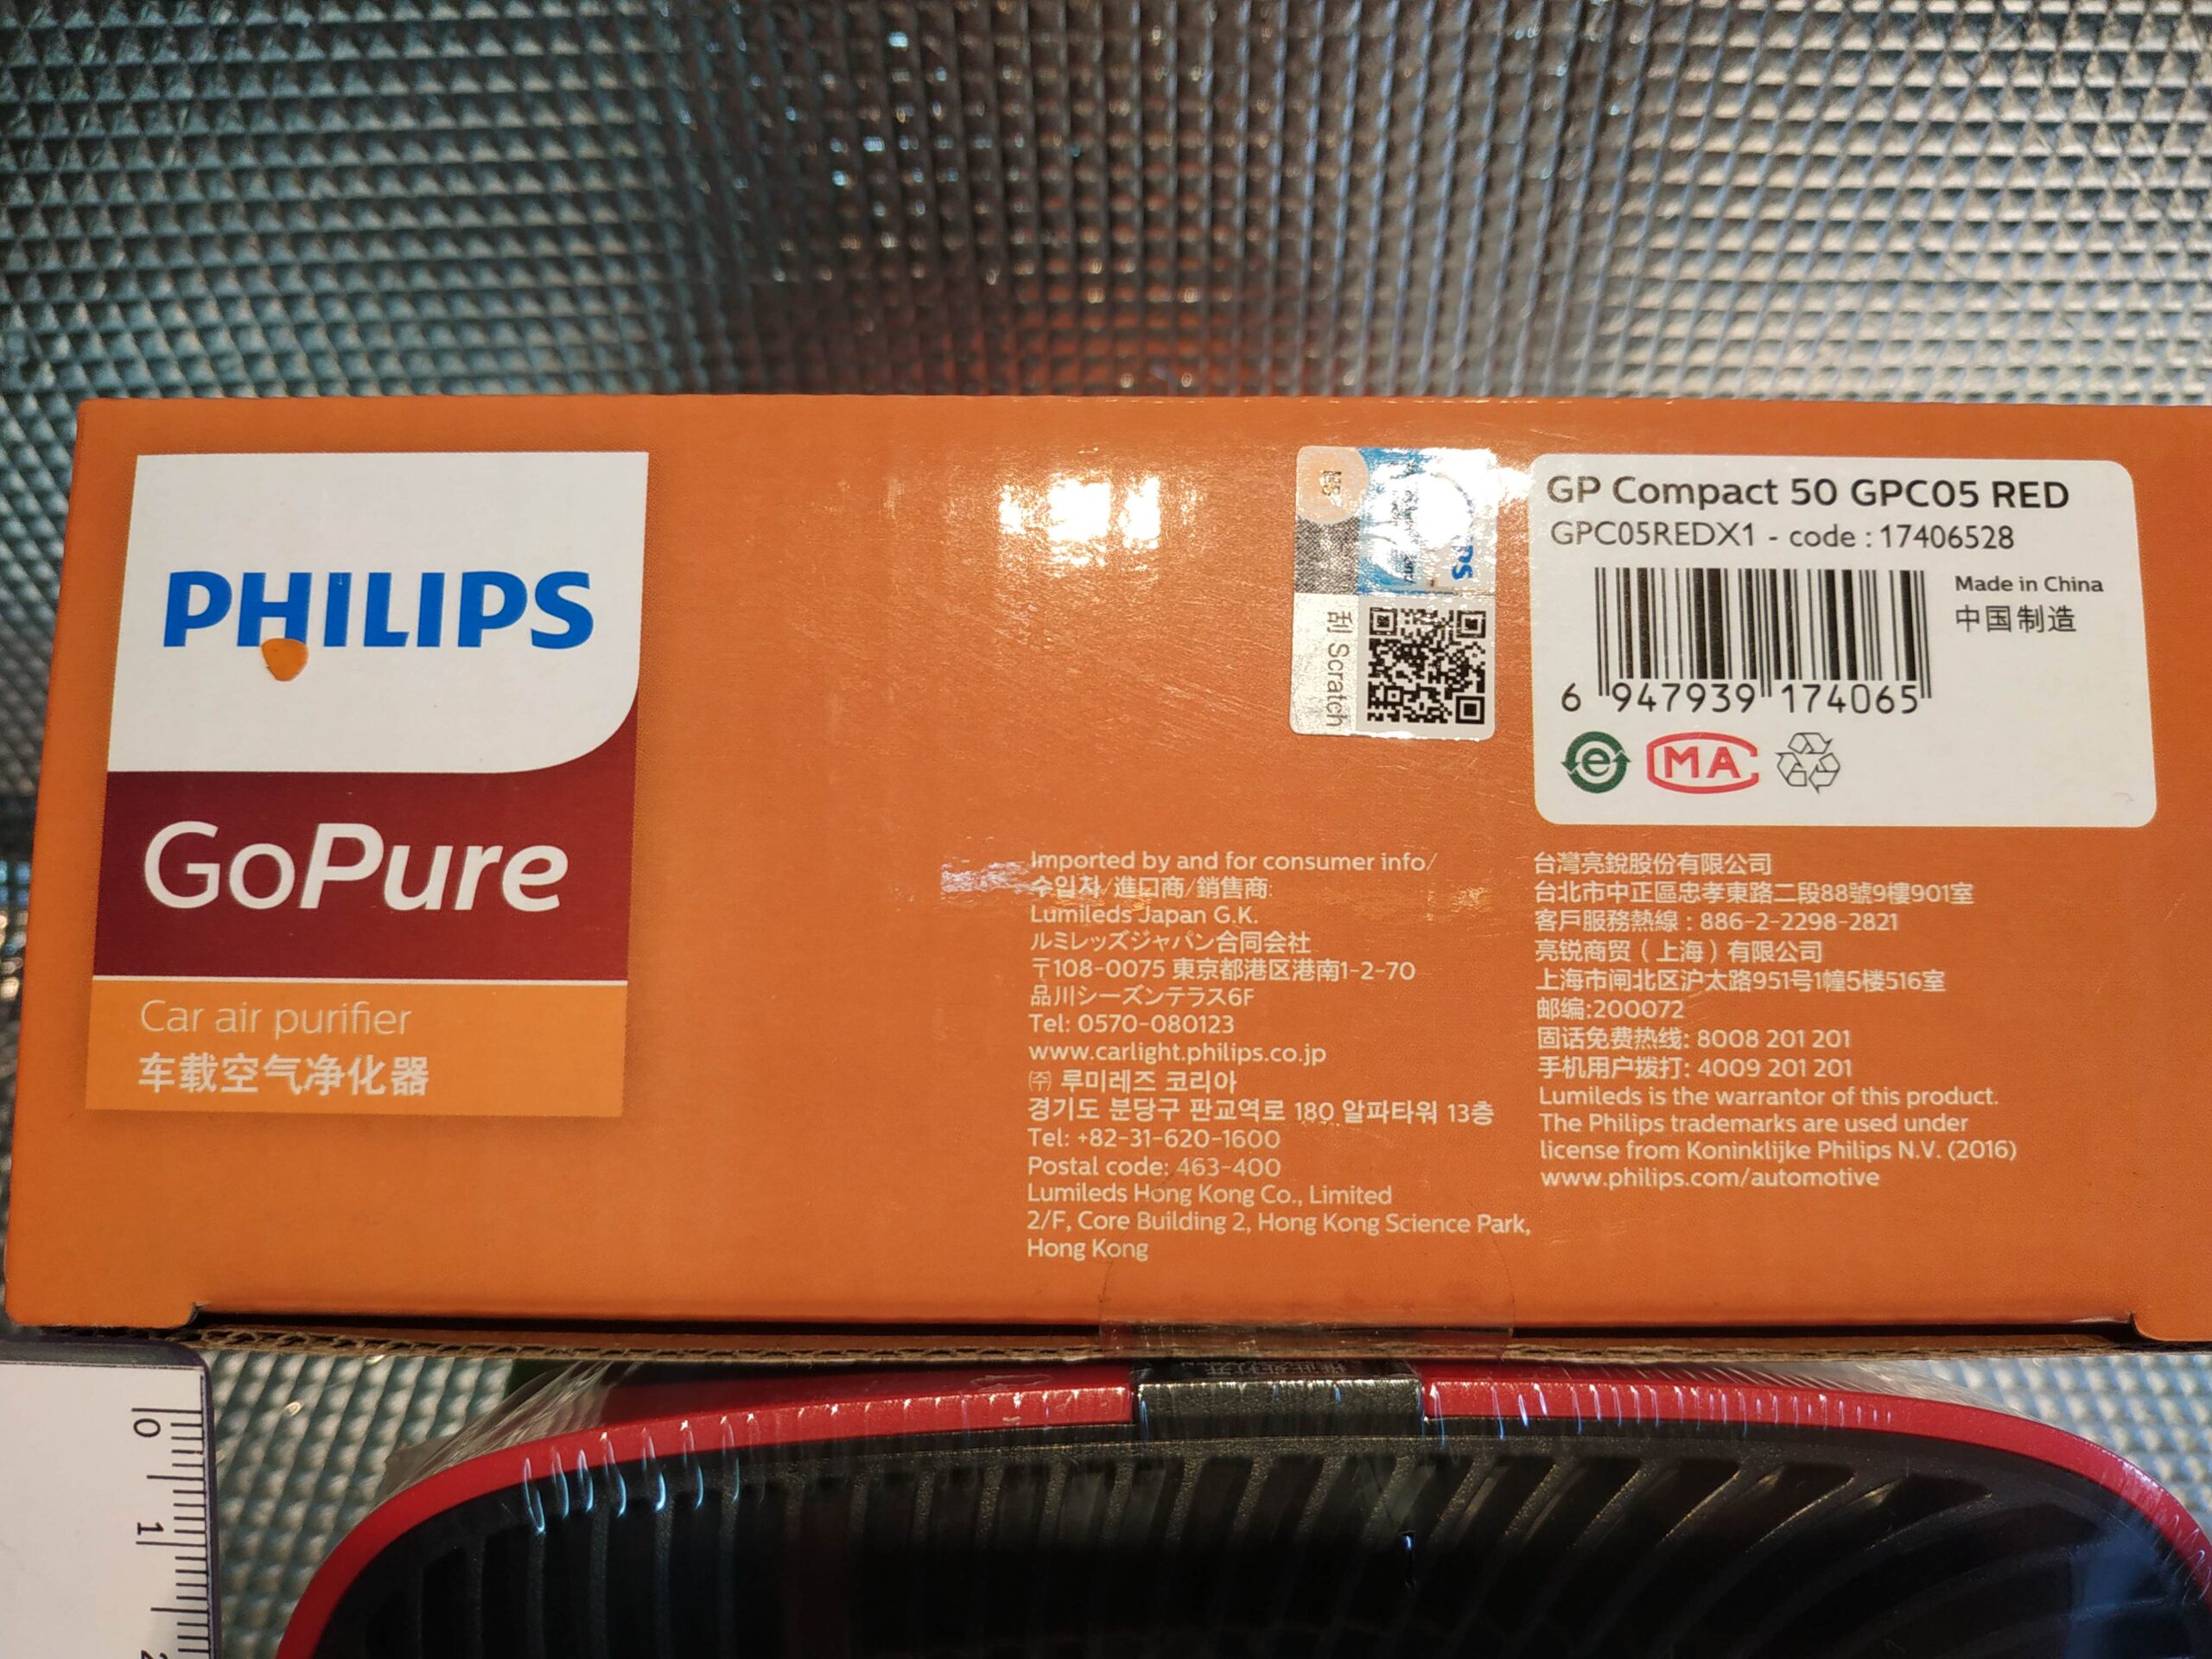 PHILIPS
GoPure
Car air purifier
车载空气净化器
刮 Scratch
GP Compact 50 GPC05 RED
GPC05REDX1 - code : 17406528
Made in China
中国制造
6 947939 174065
e
MA
Imported by and for consumer info/
수입자/進口商/銷售商:
Lumileds Japan G.K.
ルミレッズジャパン合同会社
〒108-0075 東京都港区港南1-2-70
品川シーズンテラス6F
Tel: 0570-080123
www.carlight.philips.co.jp
㈜ 루미레즈 코리아
경기도 분당구 판교역로 180 알파타워 13층
Tel: +82-31-620-1600
Postal code: 463-400
Lumileds Hong Kong Co., Limited
2/F, Core Building 2, Hong Kong Science Park,
Hong Kong
台灣亮銳股份有限公司
台北市中正區忠孝東路二段88號9樓901室
客戶服務熱線 : 886-2-2298-2821
亮锐商贸（上海）有限公司
上海市闸北区沪太路951号1幢5楼516室
邮编:200072
固话免费热线: 8008 201 201
手机用户拨打: 4009 201 201
Lumileds is the warrantor of this product.
The Philips trademarks are used under
license from Koninklijke Philips N.V. (2016)
www.philips.com/automotive
0
1
2